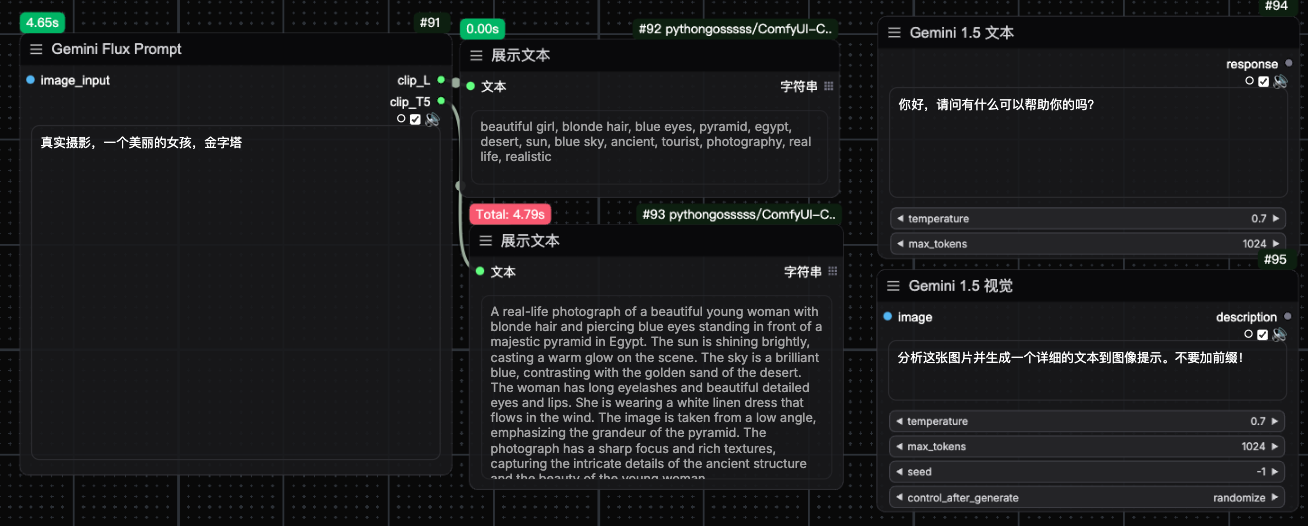 4.65s
#91
Gemini Flux Prompt
image_input
clip_L
clip_T5
真实摄影，一个美丽的女孩，金字塔
0.00s
#92 pythongosssss/ComfyUI-C..
展示文本
文本
字符串
beautiful girl, blonde hair, blue eyes, pyramid, egypt,
desert, sun, blue sky, ancient, tourist, photography, real
life, realistic
Total: 4.79s
#93 pythongosssss/ComfyUI-C..
展示文本
文本
字符串
A real-life photograph of a beautiful young woman with
blonde hair and piercing blue eyes standing in front of a
majestic pyramid in Egypt. The sun is shining brightly,
casting a warm glow on the scene. The sky is a brilliant
blue, contrasting with the golden sand of the desert.
The woman has long eyelashes and beautiful detailed
eyes and lips. She is wearing a white linen dress that
flows in the wind. The image is taken from a low angle,
emphasizing the grandeur of the pyramid. The
photograph has a sharp focus and rich textures,
capturing the intricate details of the ancient structure
and the beauty of the young woman
#94
Gemini 1.5 文本
response
你好，请问有什么可以帮助你的吗?
temperature
0.7
max_tokens
1024
#95
Gemini 1.5 视觉
image
description
分析这张图片并生成一个详细的文本到图像提示。不要加前缀！
temperature
0.7
max_tokens
1024
seed
-1
control_after_generate
randomize